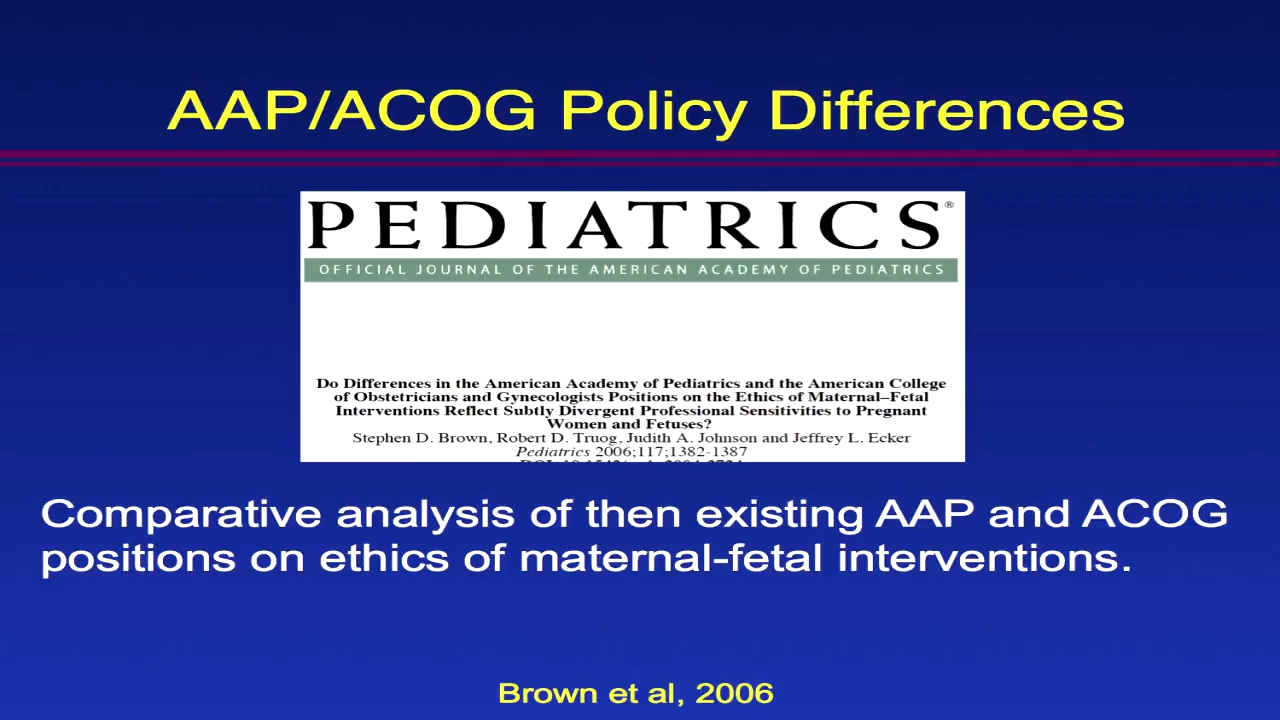 AAP/ACOG Policy Differences
PEDIATRICS®
OFFICIAL JOURNAL OF THE AMERICAN ACADEMY OF PEDIATRICS
Do Differences in the American Academy of Pediatrics and the American College
of Obstetricians and Gynecologists Positions on the Ethics of Maternal–Fetal
Interventions Reflect Subtly Divergent Professional Sensitivities to Pregnant
Women and Fetuses?
Stephen D. Brown, Robert D. Truog, Judith A. Johnson and Jeffrey L. Ecker
Pediatrics 2006;117;1382-1387
Comparative analysis of then existing AAP and ACOG
positions on ethics of maternal-fetal interventions.
Brown et al, 2006